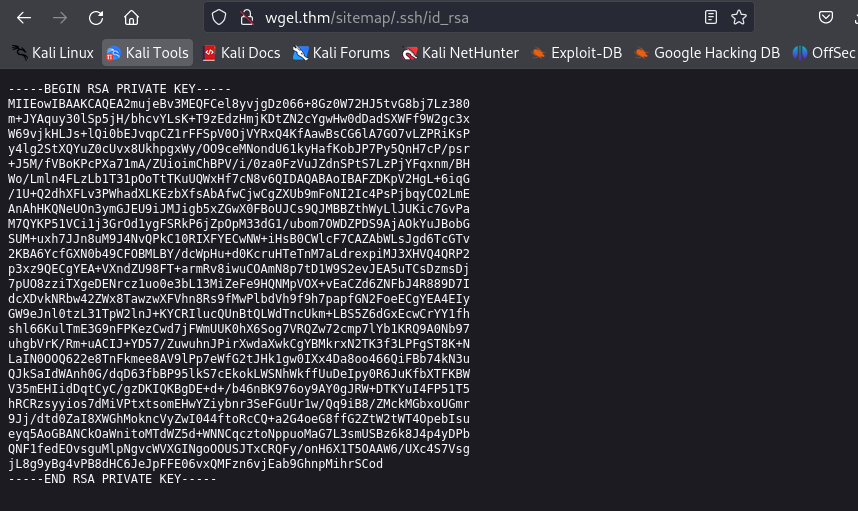 wgel.thm/sitemap/.ssh/id_rsa
Kali Linux Kali Tools Kali Docs Kali Forums Kali NetHunter Exploit-DB Google Hacking DB OffSec
-----BEGIN RSA PRIVATE KEY-----
MIIEowIBAAKCAQEA2mujeBv3MEQFCel8yvjgDz066+8Gz0W72HJ5tvG8bj7Lz380
m+JYAquy30lSp5jH/bhcvYLsK+T9zEdzHmjKDtZN2cYgwHw0dDadSXWFf9W2gc3x
W69vjkHLJs+lQi0bEJvqpCZ1rFFSpV0OjVYRxQ4KfAawBsCG6lA7GO7vLZPRiKsP
y4lg2StXQYuZ0cUvx8UkhpgxWy/OO9ceMNondU61kyHafKobJP7Py5QnH7cP/psr
+J5M/fVBoKPcPXa71mA/ZUioimChBPV/i/0za0FzVuJZdnSPtS7LzPjYFqxnm/BH
Wo/Lmln4FLzLb1T31pOoTtTKuUQWxHf7cN8v6QIDAQABAoIBAFZDKpV2HgL+6iqG
/1U+Q2dhXFLv3PWhadXLKEzbXfsAbAfwCjwCgZXUb9mFoNI2Ic4PsPjbqyCO2LmE
AnAhHKQNeUOn3ymGJEU9iJMJigb5xZGwX0FBoUJCs9QJMBBZthWyLlJUKic7GvPa
M7QYKP51VCi1j3GrOd1ygFSRkP6jZpOpM33dG1/ubom7OWDZPDS9AjAOkYuJBobG
SUM+uxh7JJn8uM9J4NvQPkC10RIXFYECwNW+iHsB0CWlcF7CAZAbWLsJgd6TcGTv
2KBA6YcfGXN0b49CFOBMLBY/dcWpHu+d0KcruHTeTnM7aLdrexpiMJ3XHVQ4QRP2
p3xz9QECgYEA+VXndZU98FT+armRv8iwuCOAmN8p7tD1W9S2evJEA5uTCsDzmsDj
7pUO8zziTXgeDENrcz1uo0e3bL13MiZeFe9HQNMpVOX+vEaCZd6ZNFbJ4R889D7I
dcXDvkNRbw42ZWx8TawzwXFVhn8Rs9fMwPlbdVh9f9h7papfGN2FoeECgYEA4EIy
GW9eJnl0tzL31TpW2lnJ+KYCRIlucQUnBtQLWdTncUkm+LBS5Z6dGxEcwCrYY1fh
shl66KulTmE3G9nFPKezCwd7jFWmUUK0hX6Sog7VRQZw72cmp7lYb1KRQ9A0Nb97
uhgbVrK/Rm+uACIJ+YD57/ZuwuhnJPirXwdaXwkCgYBMkrxN2TK3f3LPFgST8K+N
LaIN0OOQ622e8TnFkmee8AV9lPp7eWfG2tJHk1gw0IXx4Da8oo466QiFBb74kN3u
QJkSaIdWAnh0G/dqD63fbBP95lkS7cEkokLWSNhWkffUuDeIpy0R6JuKfbXTFKBW
V35mEHIidDqtCyC/gzDKIQKBgDE+d+/b46nBK976oy9AY0gJRW+DTKYuI4FP51T5
hRCRzsyyios7dMiVPtxtsomEHwYZiybnr3SeFGuUr1w/Qq9iB8/ZMckMGbxoUGmr
9Jj/dtd0ZaI8XWGhMokncVyZwI044ftoRcCQ+a2G4oeG8ffG2ZtW2tWT4OpebIsu
eyq5AoGBANCkOaWnitoMTdWZ5d+WNNCqcztoNppuoMaG7L3smUSBz6k8J4p4yDPb
QNF1fedEOvsguMlpNgvcWVXGINgoOOUSJTxCRQFy/onH6X1T5OAAW6/UXc4S7Vsg
jL8g9yBg4vPB8dHC6JeJpFFE06vxQMFzn6vjEab9GhnpMihrSCod
-----END RSA PRIVATE KEY-----